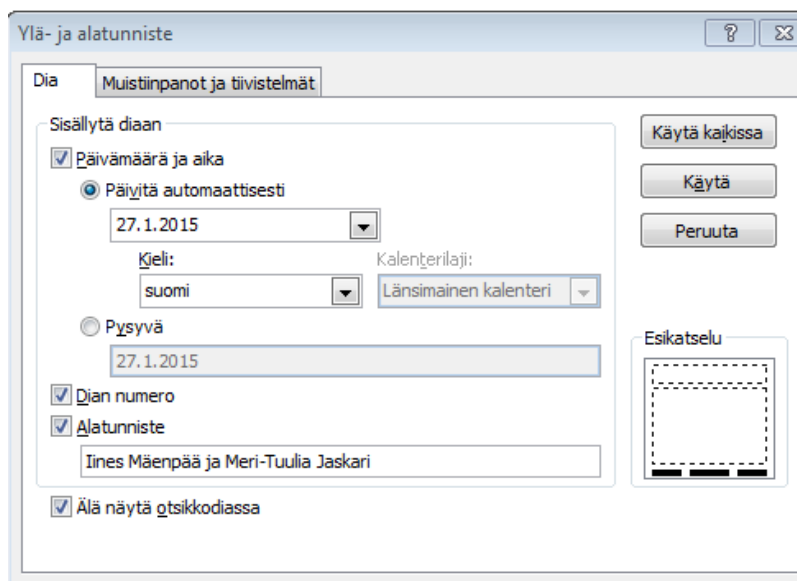 Ylä- ja alatunniste
Dia
Muistiinpanot ja tiivistelmät
Sisällytä diaan
Päivämäärä ja aika
Päivitä automaattisesti
27.1.2015
Kieli:
Kalenterilaji:
suomi
Länsimainen kalenteri
Pysyvä
27.1.2015
Dian numero
Alatunniste
Iines Mäenpää ja Meri-Tuulia Jaskari
Älä näytä otsikkodiassa
Käytä kaikissa
Käytä
Peruuta
Esikatselu